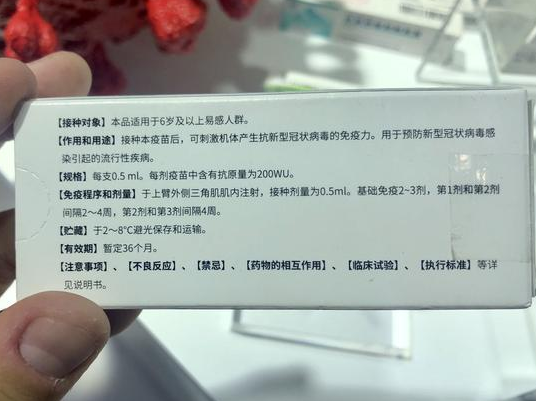 【接种对象】本品适用于6岁及以上易感人群。
【作用和用途】接种本疫苗后，可刺激机体产生抗新型冠状病毒的免疫力。用于预防新型冠状病毒感
染引起的流行性疾病。
【规格】每支0.5 ml。每剂疫苗中含有抗原量为200WU。
【免疫程序和剂量】于上臂外侧三角肌肌内注射，接种剂量为0.5ml。基础免疫2~3剂，第1剂和第2剂
间隔2～4周，第2剂和第3剂间隔4周。
【贮藏】于2～8℃避光保存和运输。
【有效期】暂定36个月。
【注意事项】、【不良反应】、【禁忌】、【药物的相互作用】、【临床试验】、【执行标准】等详
见说明书。